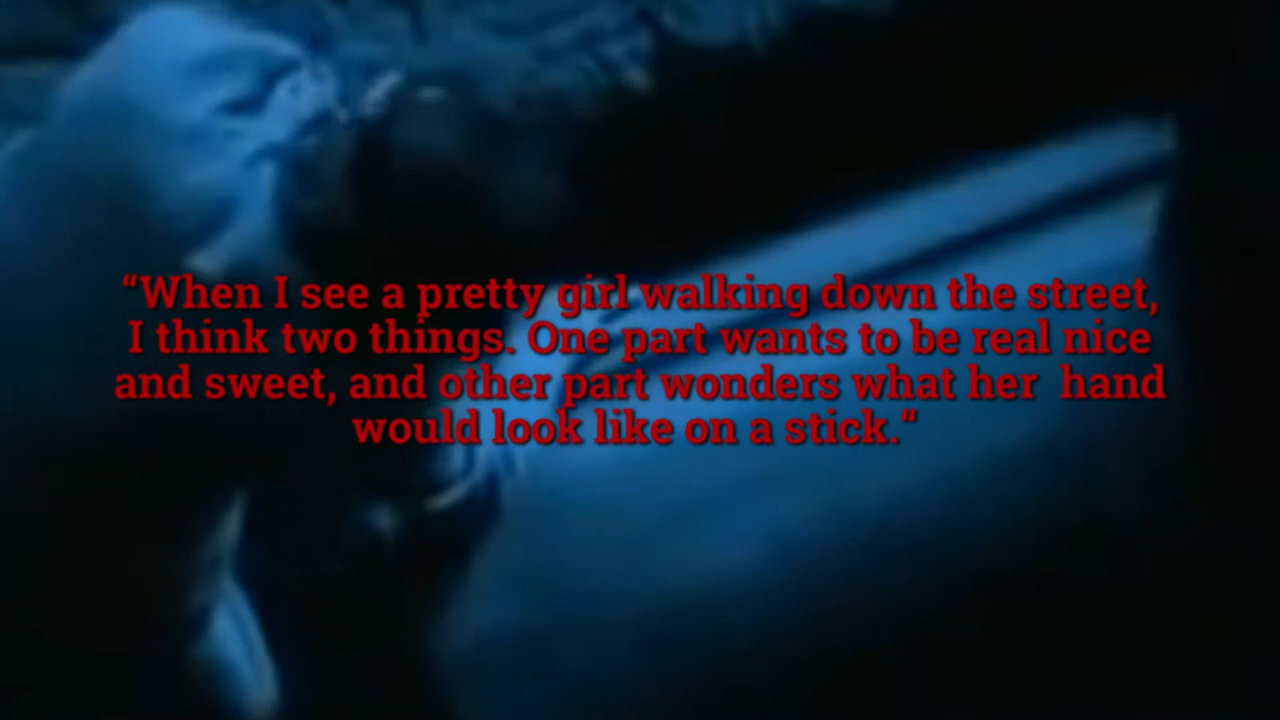 “When I see a pretty girl walking down the street,
I think two things. One part wants to be real nice
and sweet, and other part wonders what her  hand
would look like on a stick.“